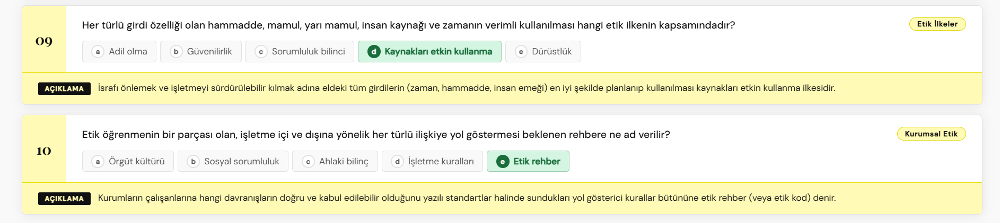 09
Her türlü girdi özelliği olan hammadde, mamul, yarı mamul, insan kaynağı ve zamanın verimli kullanılması hangi etik ilkenin kapsamındadır?
Etik İlkeler
a Adil olma b Güvenilirlik c Sorumluluk bilinci d Kaynakları etkin kullanma e Dürüstlük
AÇIKLAMA İsrafı önlemek ve işletmeyi sürdürülebilir kılmak adına eldeki tüm girdilerin (zaman, hammadde, insan emeği) en iyi şekilde planlanıp kullanılması kaynakları etkin kullanma ilkesidir.
10
Etik öğrenmenin bir parçası olan, işletme içi ve dışına yönelik her türlü ilişkiye yol göstermesi beklenen rehbere ne ad verilir?
Kurumsal Etik
a Örgüt kültürü b Sosyal sorumluluk c Ahlaki bilinç d İşletme kuralları e Etik rehber
AÇIKLAMA Kurumların çalışanlarına hangi davranışların doğru ve kabul edilebilir olduğunu yazılı standartlar halinde sundukları yol gösterici kurallar bütününe etik rehber (veya etik kod) denir.